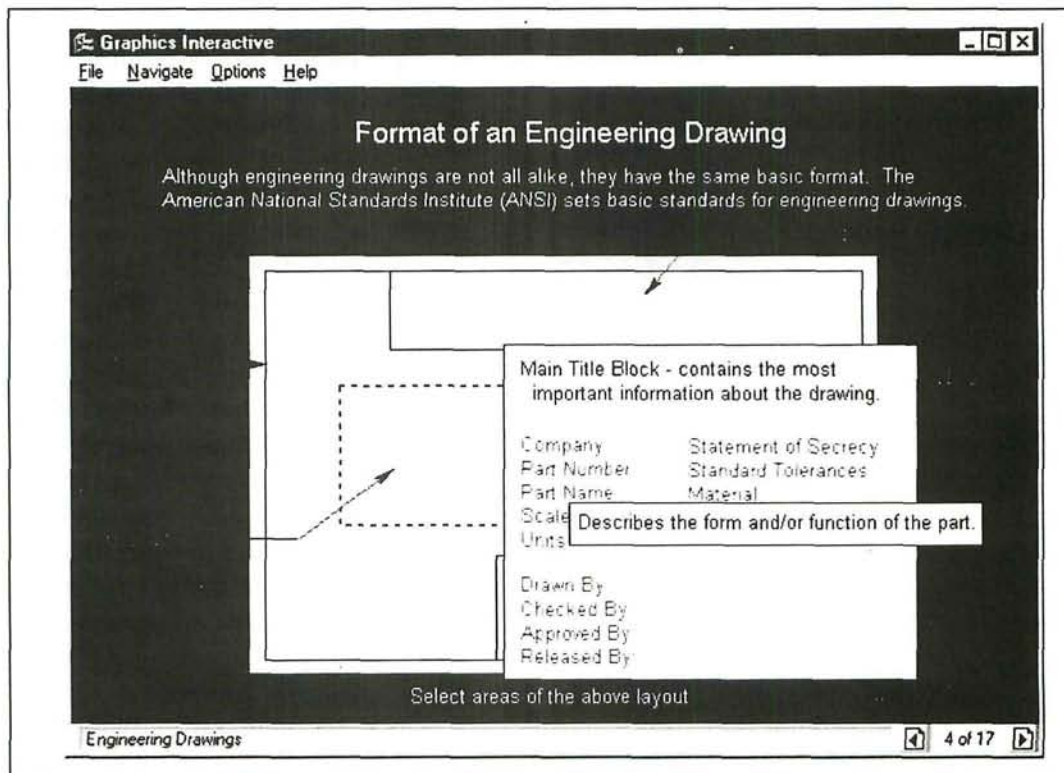 Graphics Interactive
File Navigate Options Help
Format of an Engineering Drawing
Although engineering drawings are not all alike, they have the same basic format. The
American National Standards Institute (ANSI) sets basic standards for engineering drawings.
Main Title Block - contains the most
important information about the drawing.
Company Statement of Secrecy
Part Number Standard Tolerances
Part Name Material
Scale
Describes the form and/or function of the part.
Units
Drawn By
Checked By
Approved By
Released By
Select areas of the above layout
Engineering Drawings 4 of 17